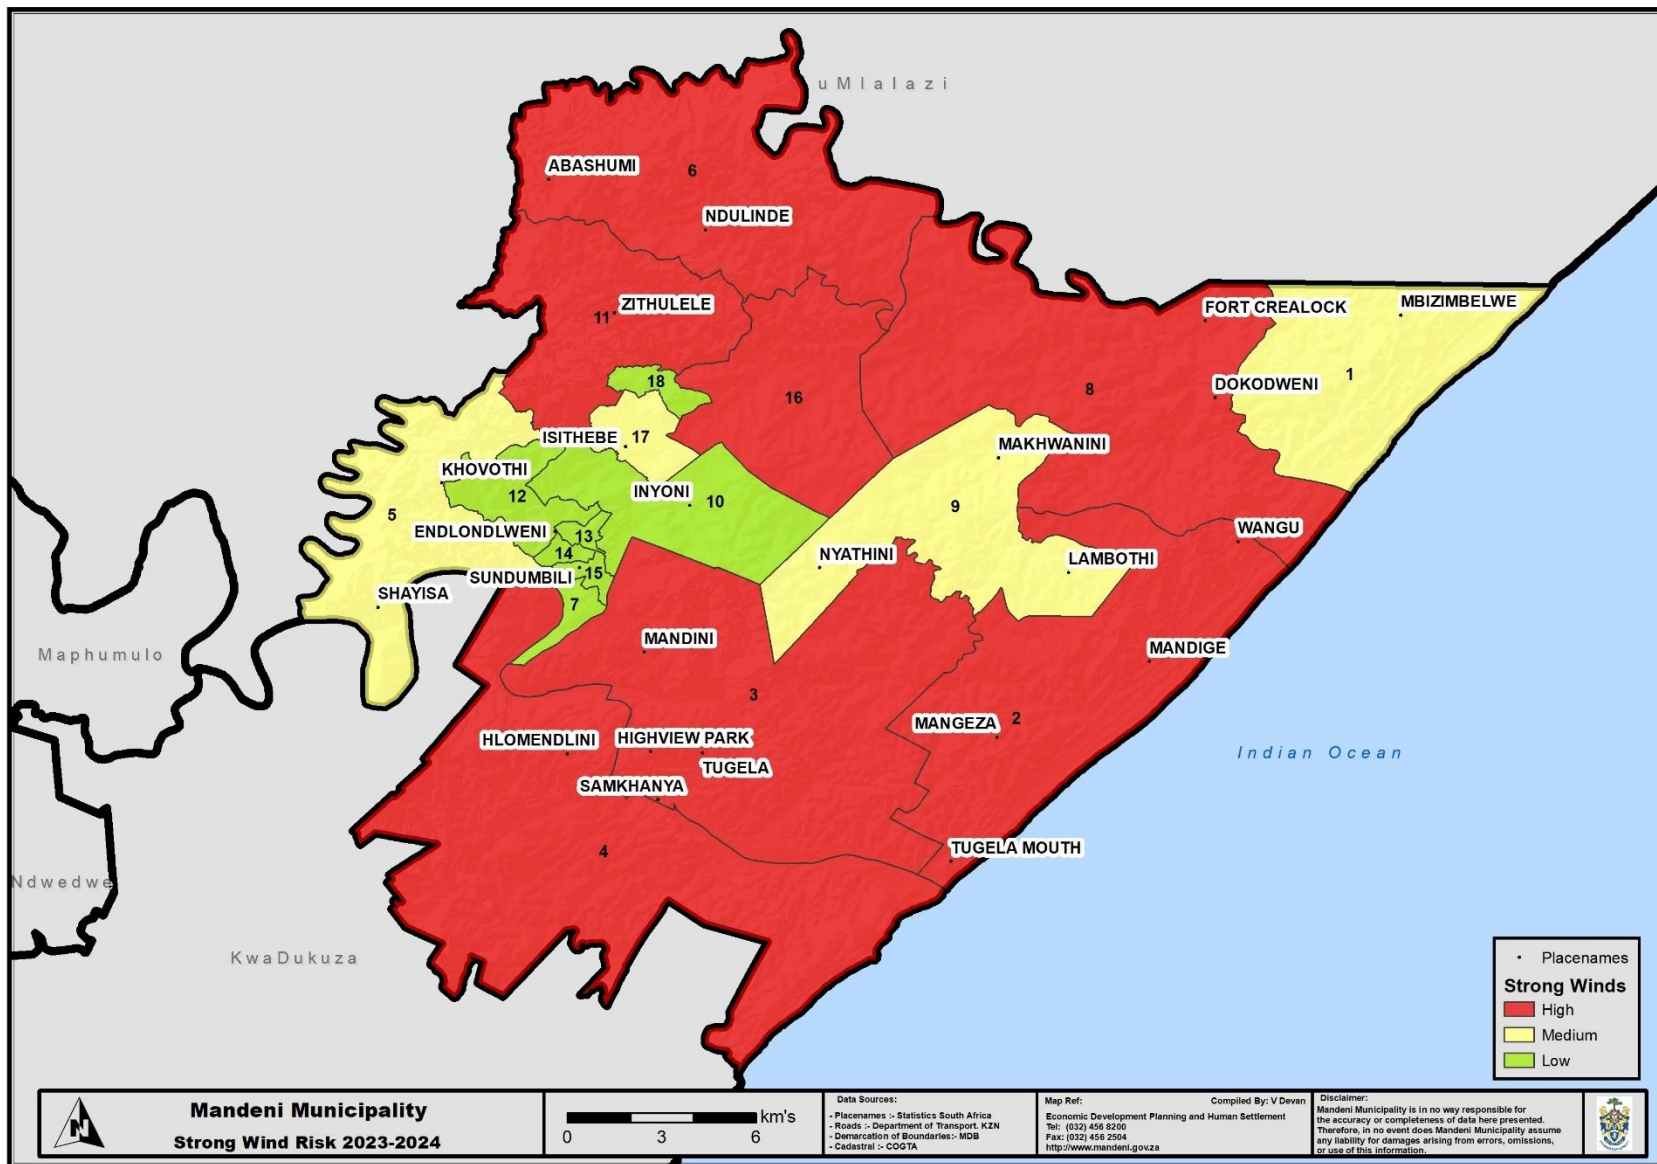 uMlalazi
ABASHUMI
6
NDULINDE
ZITHULELE
11
FORT CREALOCK
MBIZIMBELWE
18
16
8
DOKODWENI
1
ISITHEBE
17
MAKHWANINI
KHOVOTHI
12
INYONI
10
5
9
ENDLONDLWENI
13
WANGU
14
NYATHINI
LAMBOTHI
SUNDUMBILI
15
SHAYISA
7
MANDINI
Maphumulo
MANDIGE
3
MANGEZA
2
HLOMENDLINI
HIGHVIEW PARK
Indian Ocean
TUGELA
SAMKHANYA
4
TUGELA MOUTH
Ndwedwe
KwaDukuza
Placenames
Strong Winds
High
Medium
Low
N
Mandeni Municipality
Strong Wind Risk 2023-2024
km's
0 3 6
Data Sources:
- Placenames :- Statistics South Africa
- Roads :- Department of Transport. KZN
- Demarcation of Boundaries:- MDB
- Cadastral :- COGTA
Map Ref: Compiled By: V Devan
Economic Development Planning and Human Settlement
Tel: (032) 456 8200
Fax: (032) 456 2504
http://www.mandeni.gov.za
Disclaimer:
Mandeni Municipality is in no way responsible for
the accuracy or completeness of data here presented.
Therefore, in no event does Mandeni Municipality assume
any liability for damages arising from errors, omissions,
or use of this information.